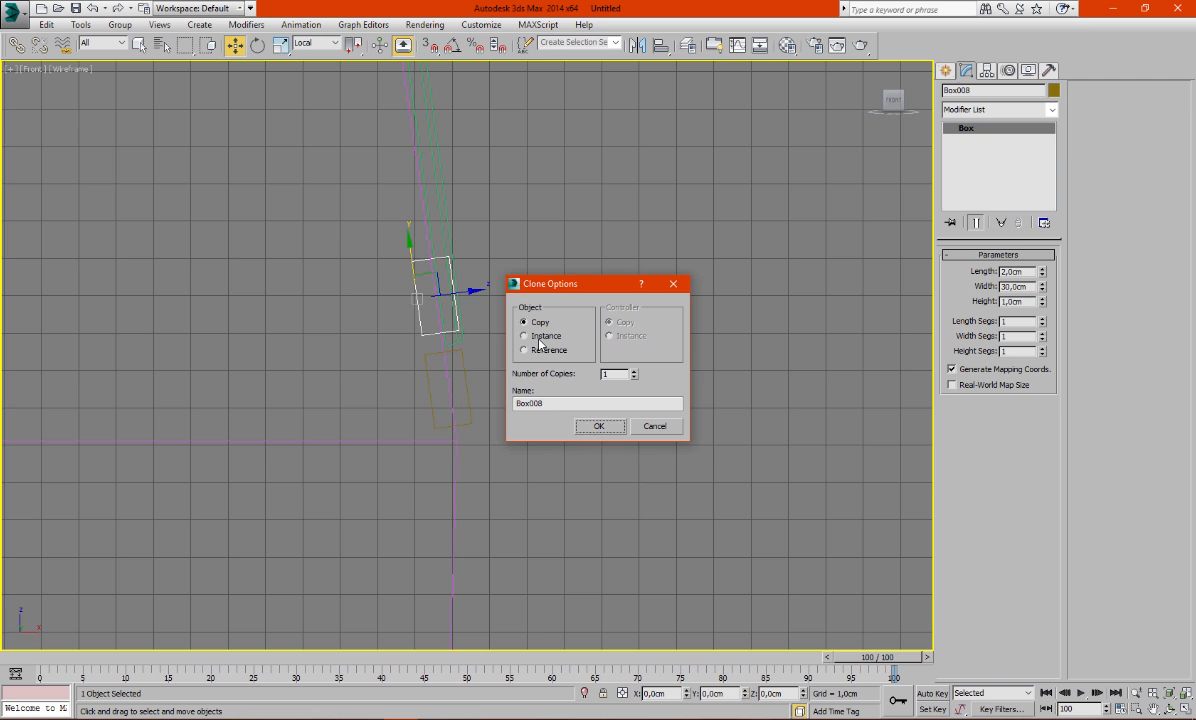 Workspace: Default
Autodesk 3ds Max 2014 x64
Untitled
Type a keyword or phrase
Edit
Tools
Group
Views
Create
Modifiers
Animation
Graph Editors
Rendering
Customize
MAXScript
Help
All
Local
Create Selection Se
[+][Front][Wireframe]
FRONT
Box008
Modifier List
Box
Parameters
Length: 2,0cm
Width: 30,0cm
Height: 1,0cm
Length Segs: 1
Width Segs: 1
Height Segs: 1
Generate Mapping Coords.
Real-World Map Size
Clone Options
Object
Copy
Instance
Reference
Controller
Copy
Instance
Number of Copies: 1
Name:
Box008
OK
Cancel
100 / 100
0 5 10 15 20 25 30 35 40 45 50 55 60 65 70 75 80 85 90 95 100
1 Object Selected
X: 0,0cm
Y: 0,0cm
Z: 0,0cm
Grid = 1,0cm
Auto Key
Selected
Welcome to M
Click and drag to select and move objects
Add Time Tag
Set Key
Key Filters...
100